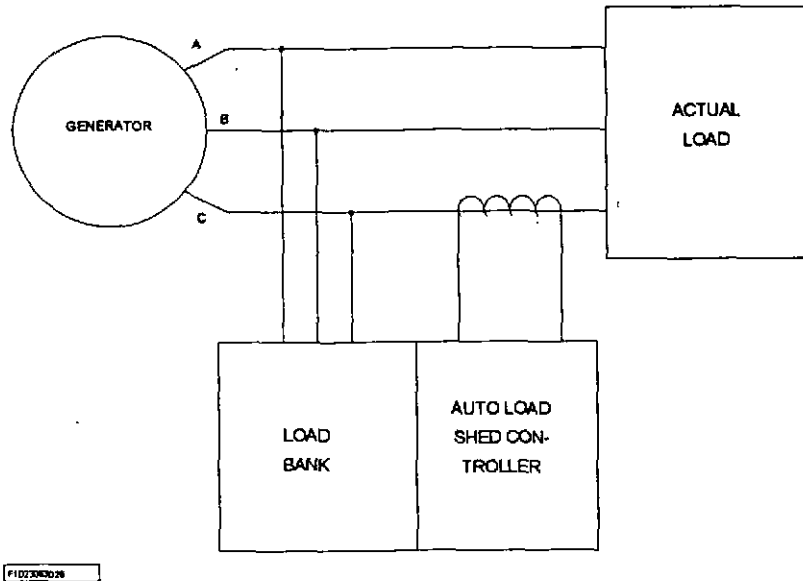 A
GENERATOR
B
C
ACTUAL
LOAD
LOAD
BANK
AUTO LOAD
SHED CON-
TROLLER